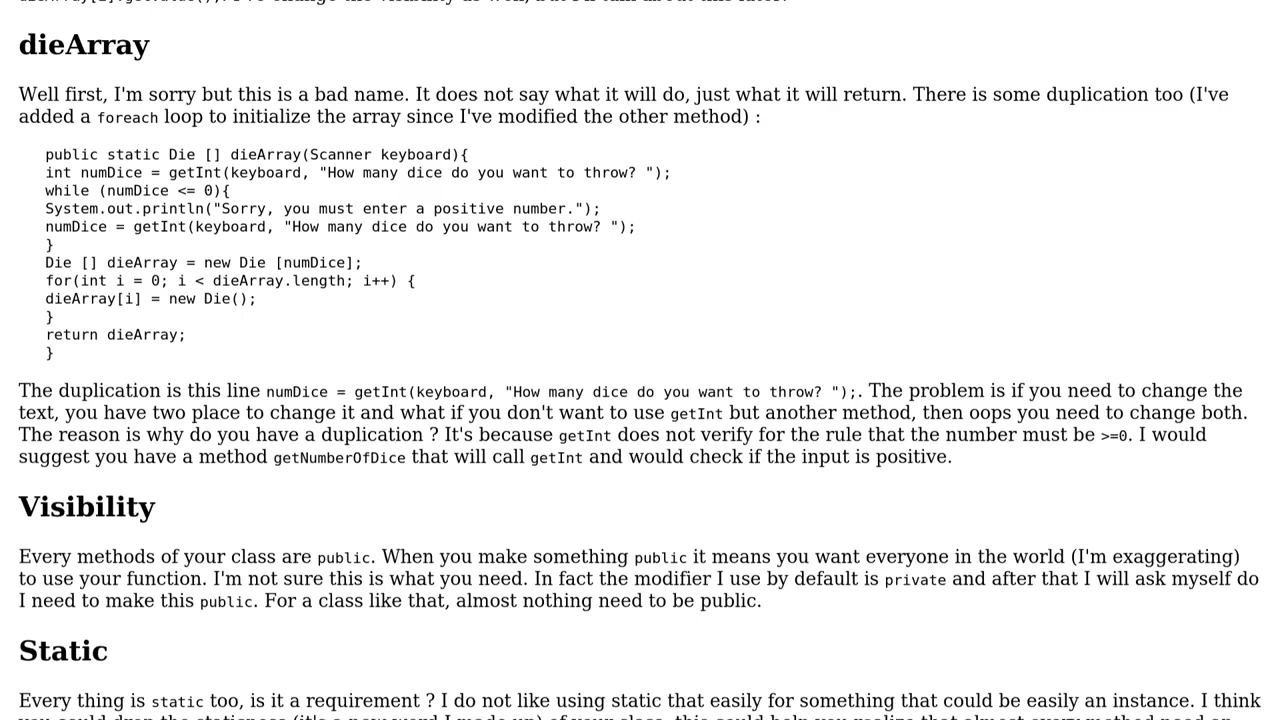 dieArray
Well first, I'm sorry but this is a bad name. It does not say what it will do, just what it will return. There is some duplication too (I've
added a foreach loop to initialize the array since I've modified the other method) :
public static Die [] dieArray(Scanner keyboard){
int numDice = getInt(keyboard, "How many dice do you want to throw? ");
while (numDice <= 0){
System.out.println("Sorry, you must enter a positive number.");
numDice = getInt(keyboard, "How many dice do you want to throw? ");
}
Die [] dieArray = new Die [numDice];
for(int i = 0; i < dieArray.length; i++) {
dieArray[i] = new Die();
}
return dieArray;
}
The duplication is this line numDice = getInt(keyboard, "How many dice do you want to throw? ");. The problem is if you need to change the
text, you have two place to change it and what if you don't want to use getInt but another method, then oops you need to change both.
The reason is why do you have a duplication ? It's because getInt does not verify for the rule that the number must be >=0. I would
suggest you have a method getNumberOfDice that will call getInt and would check if the input is positive.
Visibility
Every methods of your class are public. When you make something public it means you want everyone in the world (I'm exaggerating)
to use your function. I'm not sure this is what you need. In fact the modifier I use by default is private and after that I will ask myself do
I need to make this public. For a class like that, almost nothing need to be public.
Static
Every thing is static too, is it a requirement ? I do not like using static that easily for something that could be easily an instance. I think